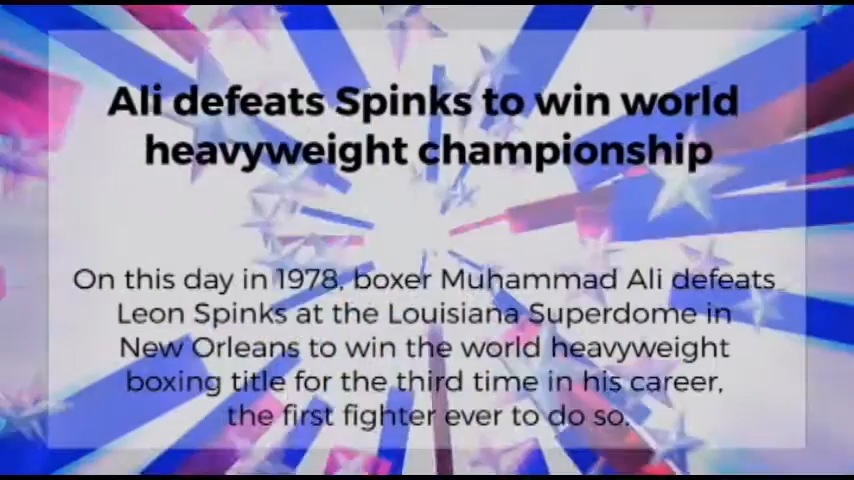 Ali defeats Spinks to win world
heavyweight championship
On this day in 1978, boxer Muhammad Ali defeats
Leon Spinks at the Louisiana Superdome in
New Orleans to win the world heavyweight
boxing title for the third time in his career,
the first fighter ever to do so.